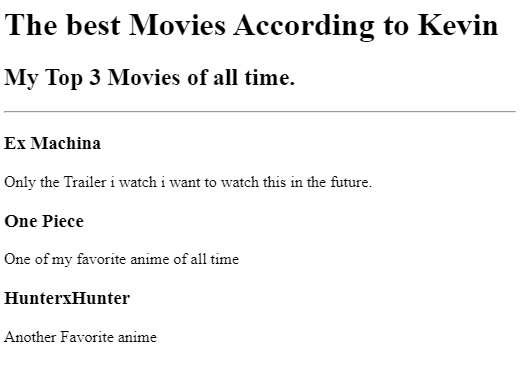 The best Movies According to Kevin
My Top 3 Movies of all time.
Ex Machina
Only the Trailer i watch i want to watch this in the future.
One Piece
One of my favorite anime of all time
HunterxHunter
Another Favorite anime